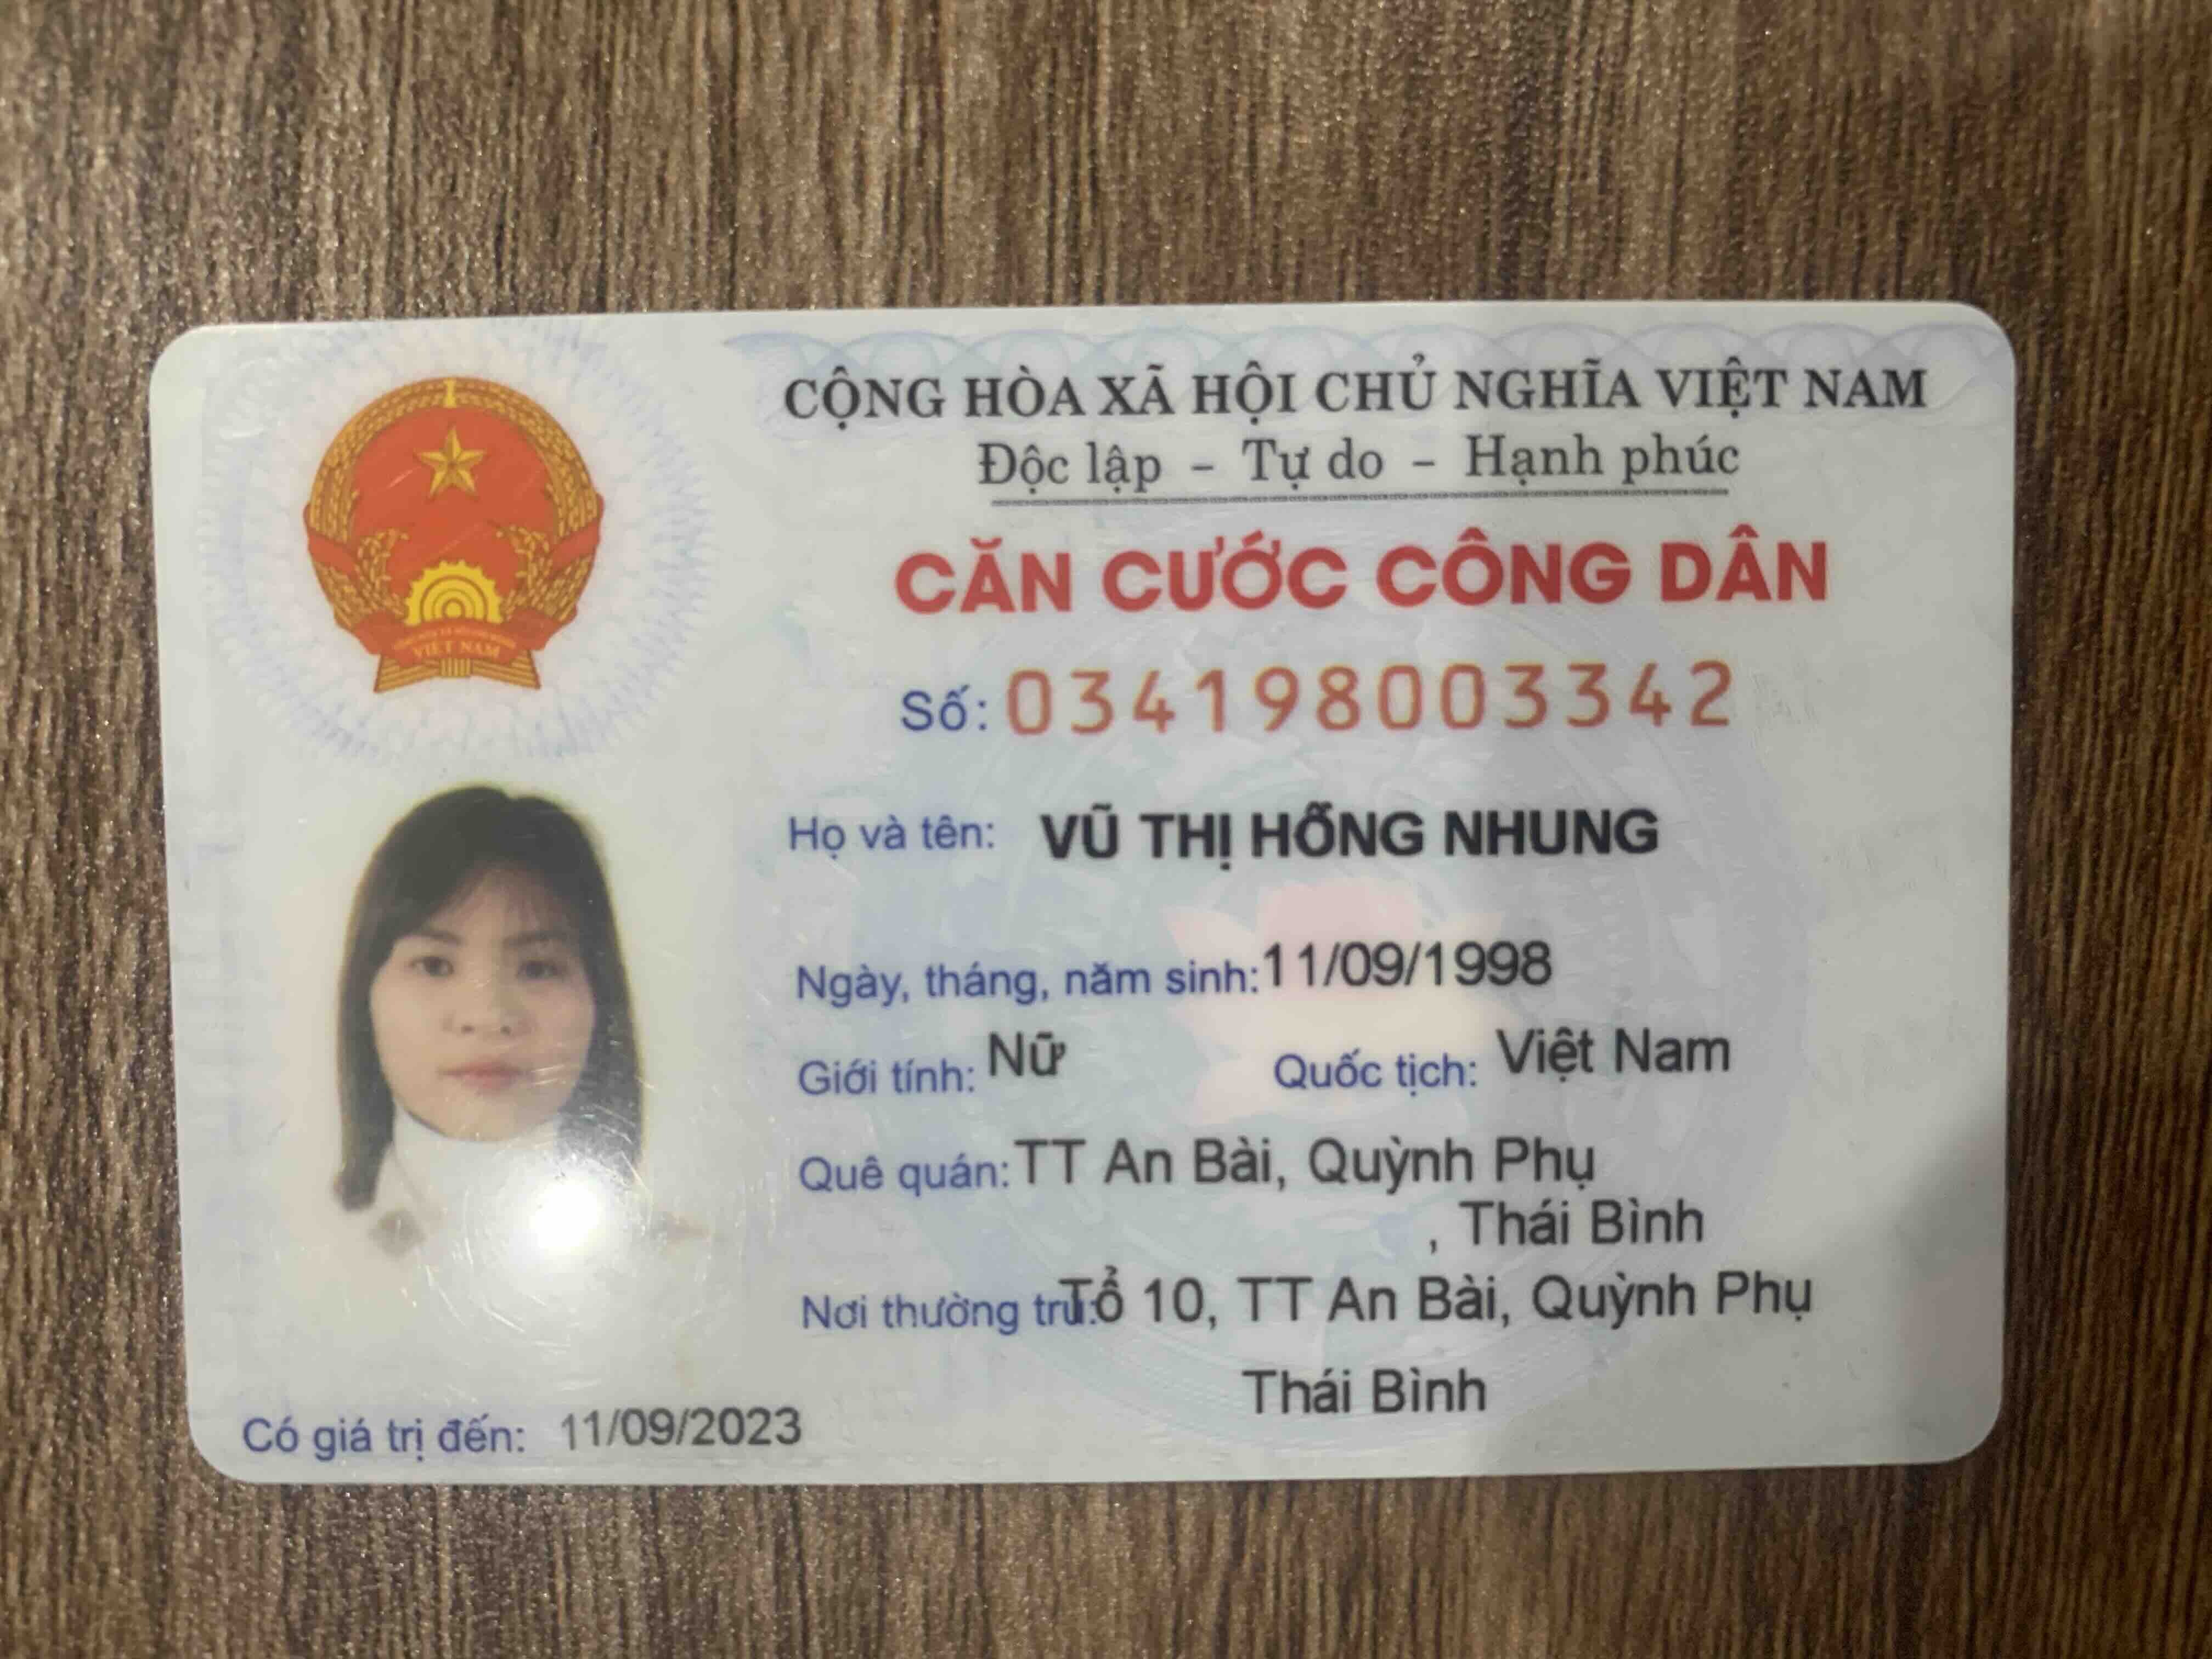 CỘNG HÒA XÃ HỘI CHỦ NGHĨA VIỆT NAM
Độc lập - Tự do - Hạnh phúc
CĂN CƯỚC CÔNG DÂN
Số: 034198003342
VIỆT NAM
Họ và tên: VŨ THỊ HỒNG NHUNG
Ngày, tháng, năm sinh: 11/09/1998
Giới tính: Nữ Quốc tịch: Việt Nam
Quê quán: TT An Bài, Quỳnh Phụ
, Thái Bình
Nơi thường trú: Tổ 10, TT An Bài, Quỳnh Phụ
Thái Bình
Có giá trị đến: 11/09/2023